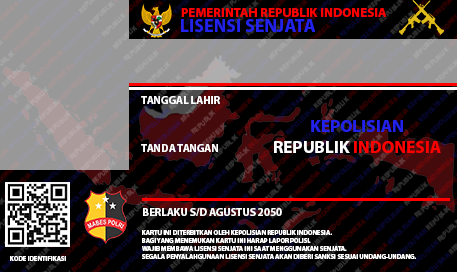 PEMERINTAH REPUBLIK INDONESIA
LISENSI SENJATA
TANGGAL LAHIR
KEPOLISIAN
TANDA TANGAN
REPUBLIK INDONESIA
MABES POLRI
BERLAKU S/D AGUSTUS 2050
KARTU INI DITERBITKAN OLEH KEPOLISIAN REPUBLIK INDONESIA.
BAGI YANG MENEMUKAN KARTU INI HARAP LAPOR POLISI.
WAJIB MEMBAWA LISENSI SENJATA INI SAAT MENGGUNAKAN SENJATA.
SEGALA PENYALAHGUNAAN LISENSI SENJATA AKAN DIBERI SANKSI SESUAI UNDANG-UNDANG.
KODE IDENTIFIKASI